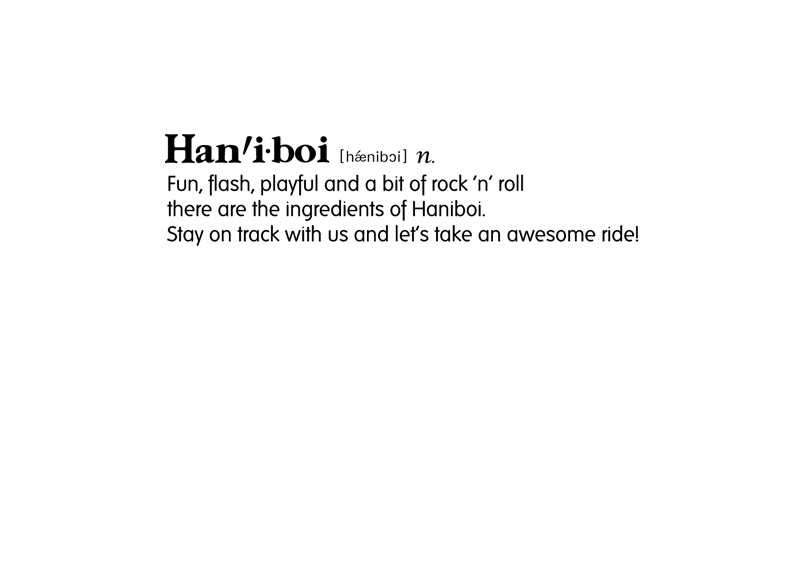 Han′i·boi [hǽnibɔi] n.
Fun, flash, playful and a bit of rock ’n’ roll
there are the ingredients of Haniboi.
Stay on track with us and let’s take an awesome ride!